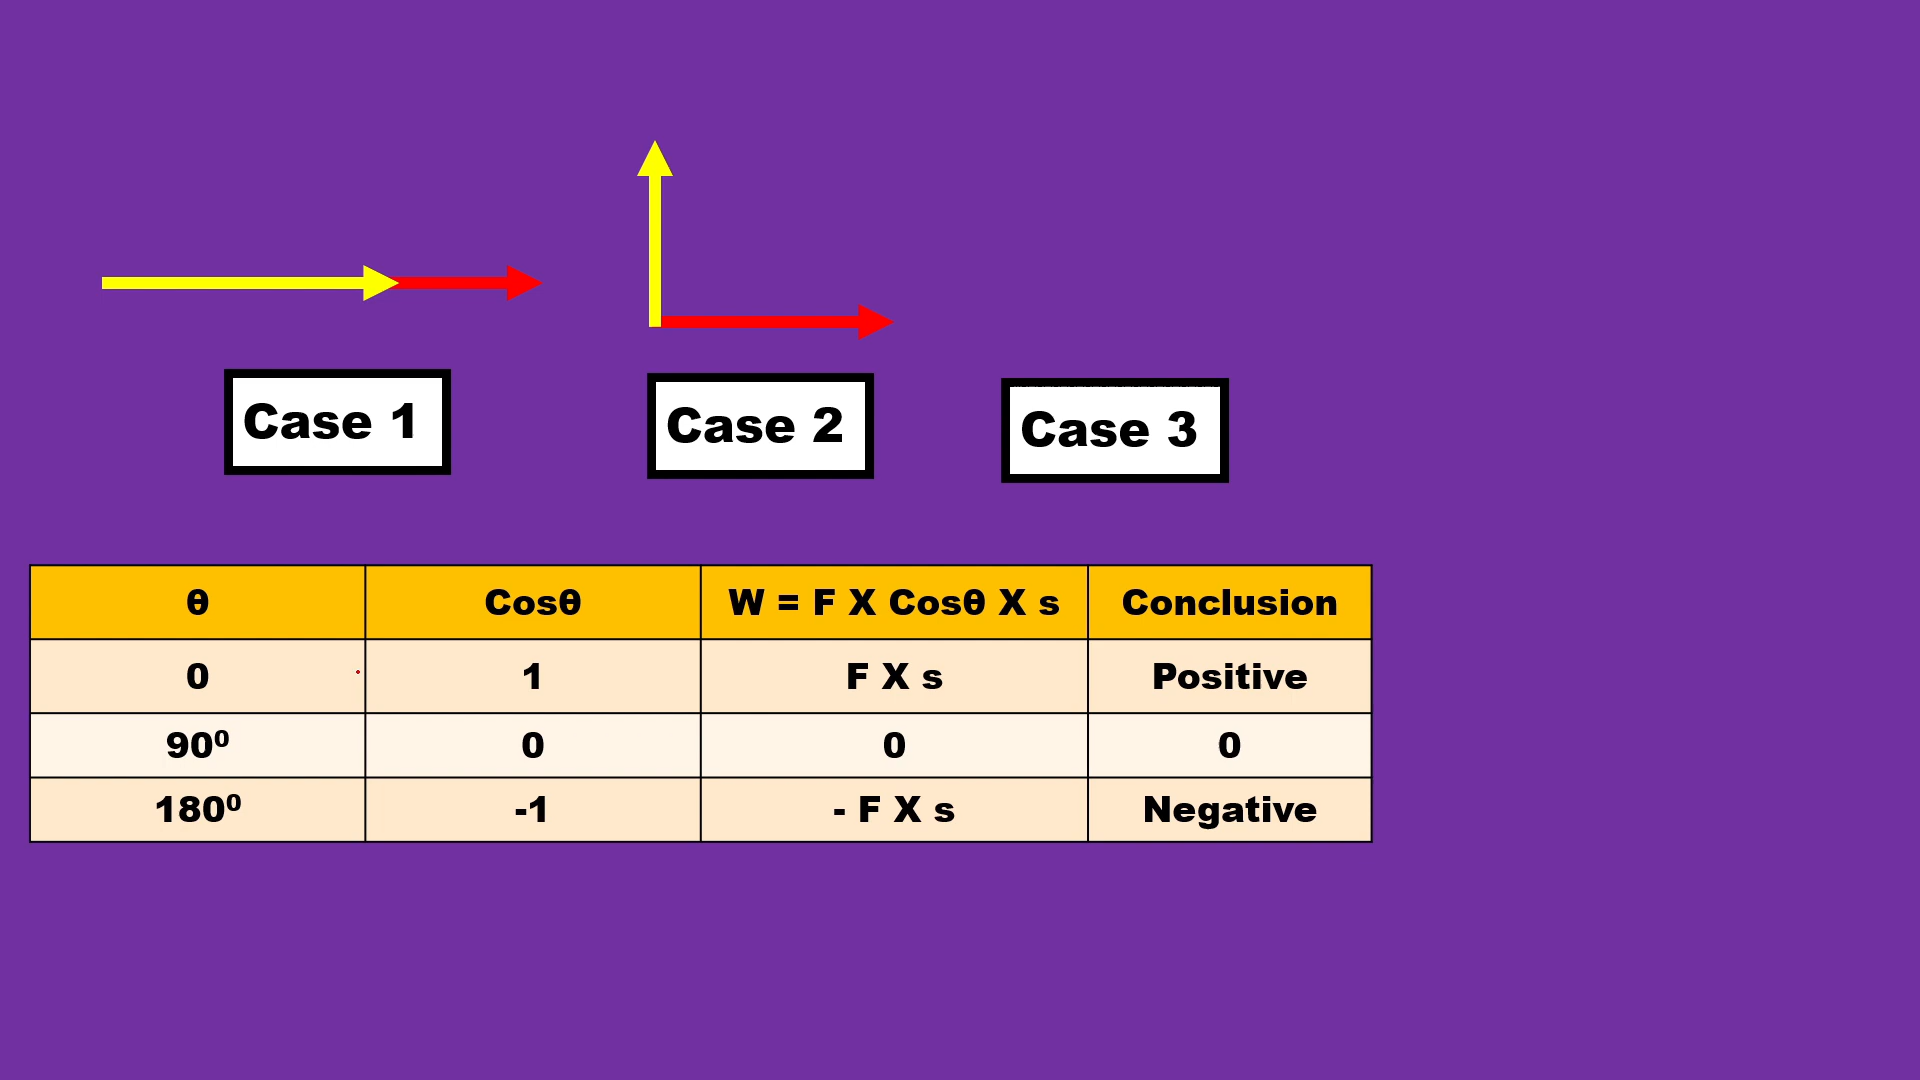 Case 1
Case 2
Case 3
θ Cosθ W = F X Cosθ X s Conclusion
0 1 F X s Positive
90⁰ 0 0 0
180⁰ -1 - F X s Negative